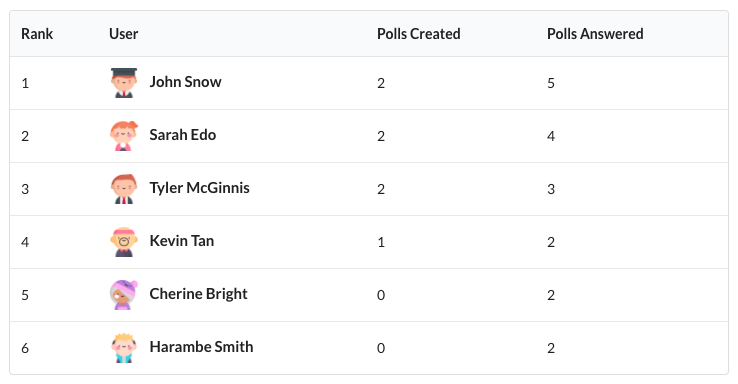 Rank User Polls Created Polls Answered
1 John Snow 2 5
2 Sarah Edo 2 4
3 Tyler McGinnis 2 3
4 Kevin Tan 1 2
5 Cherine Bright 0 2
6 Harambe Smith 0 2